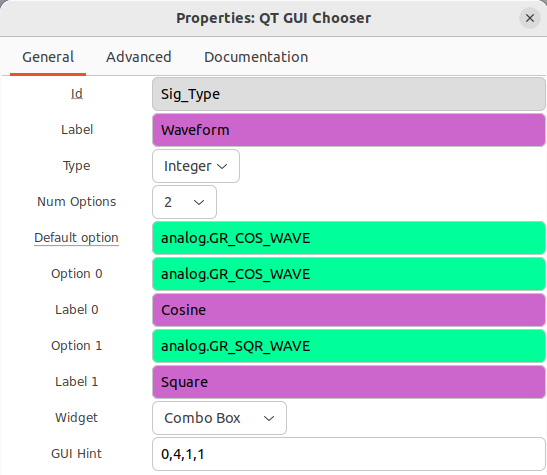 Properties: QT GUI Chooser
General Advanced Documentation
Id Sig_Type
Label Waveform
Type Integer
Num Options 2
Default option analog.GR_COS_WAVE
Option 0 analog.GR_COS_WAVE
Label 0 Cosine
Option 1 analog.GR_SQR_WAVE
Label 1 Square
Widget Combo Box
GUI Hint 0,4,1,1